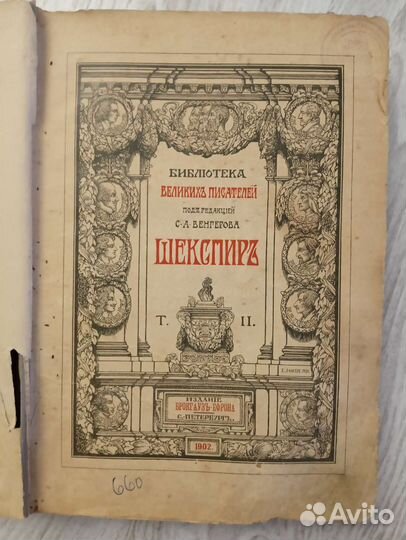 БИБЛІОТЕКА
ВЕЛИКИХЪ ПИСАТЕЛЕЙ
ПОДЪ РЕДАКЦІЕЙ
С·А·ВЕНГЕРОВА
ШЕКСПИРЪ
Т. II.
ИЗДАНІЕ
БРОКГАУЗЪ-ЕФРОНА
С.-ПЕТЕРБУРГЪ.
1902.
660
Avito